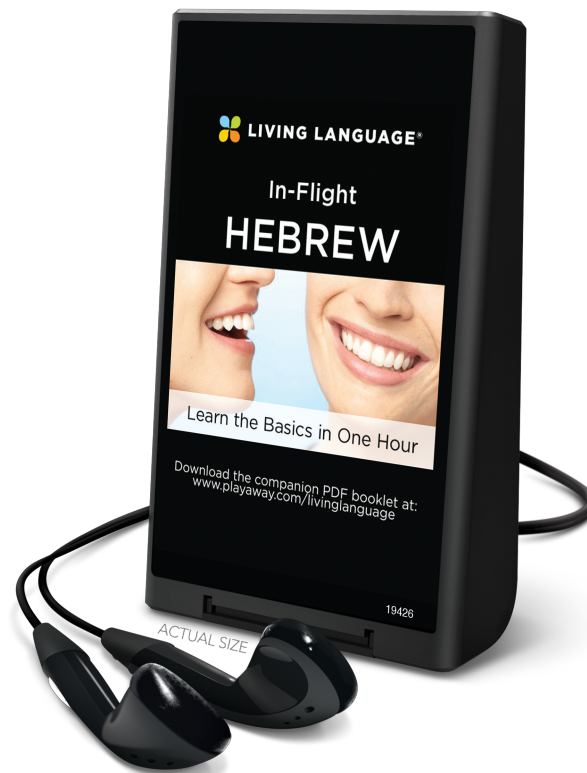 LIVING LANGUAGE®
In-Flight
HEBREW
Learn the Basics in One Hour
Download the companion PDF booklet at:
www.playaway.com/livinglanguage
19426
ACTUAL SIZE